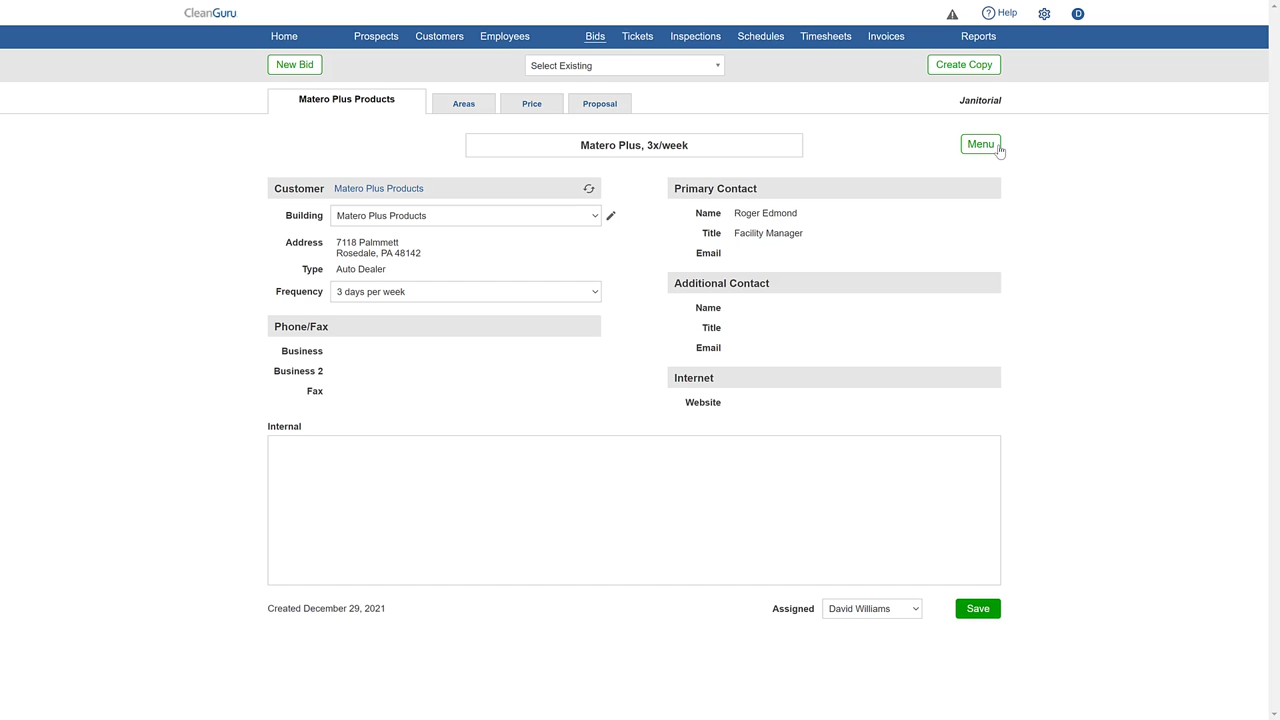 CleanGuru
Help
D
Home Prospects Customers Employees Bids Tickets Inspections Schedules Timesheets Invoices Reports
New Bid Select Existing Create Copy
Matero Plus Products Areas Price Proposal Janitorial
Matero Plus, 3x/week Menu
Customer Matero Plus Products
Building Matero Plus Products
Address 7118 Palmmett
Rosedale, PA 48142
Type Auto Dealer
Frequency 3 days per week
Phone/Fax
Business
Business 2
Fax
Primary Contact
Name Roger Edmond
Title Facility Manager
Email
Additional Contact
Name
Title
Email
Internet
Website
Internal
Created December 29, 2021 Assigned David Williams Save